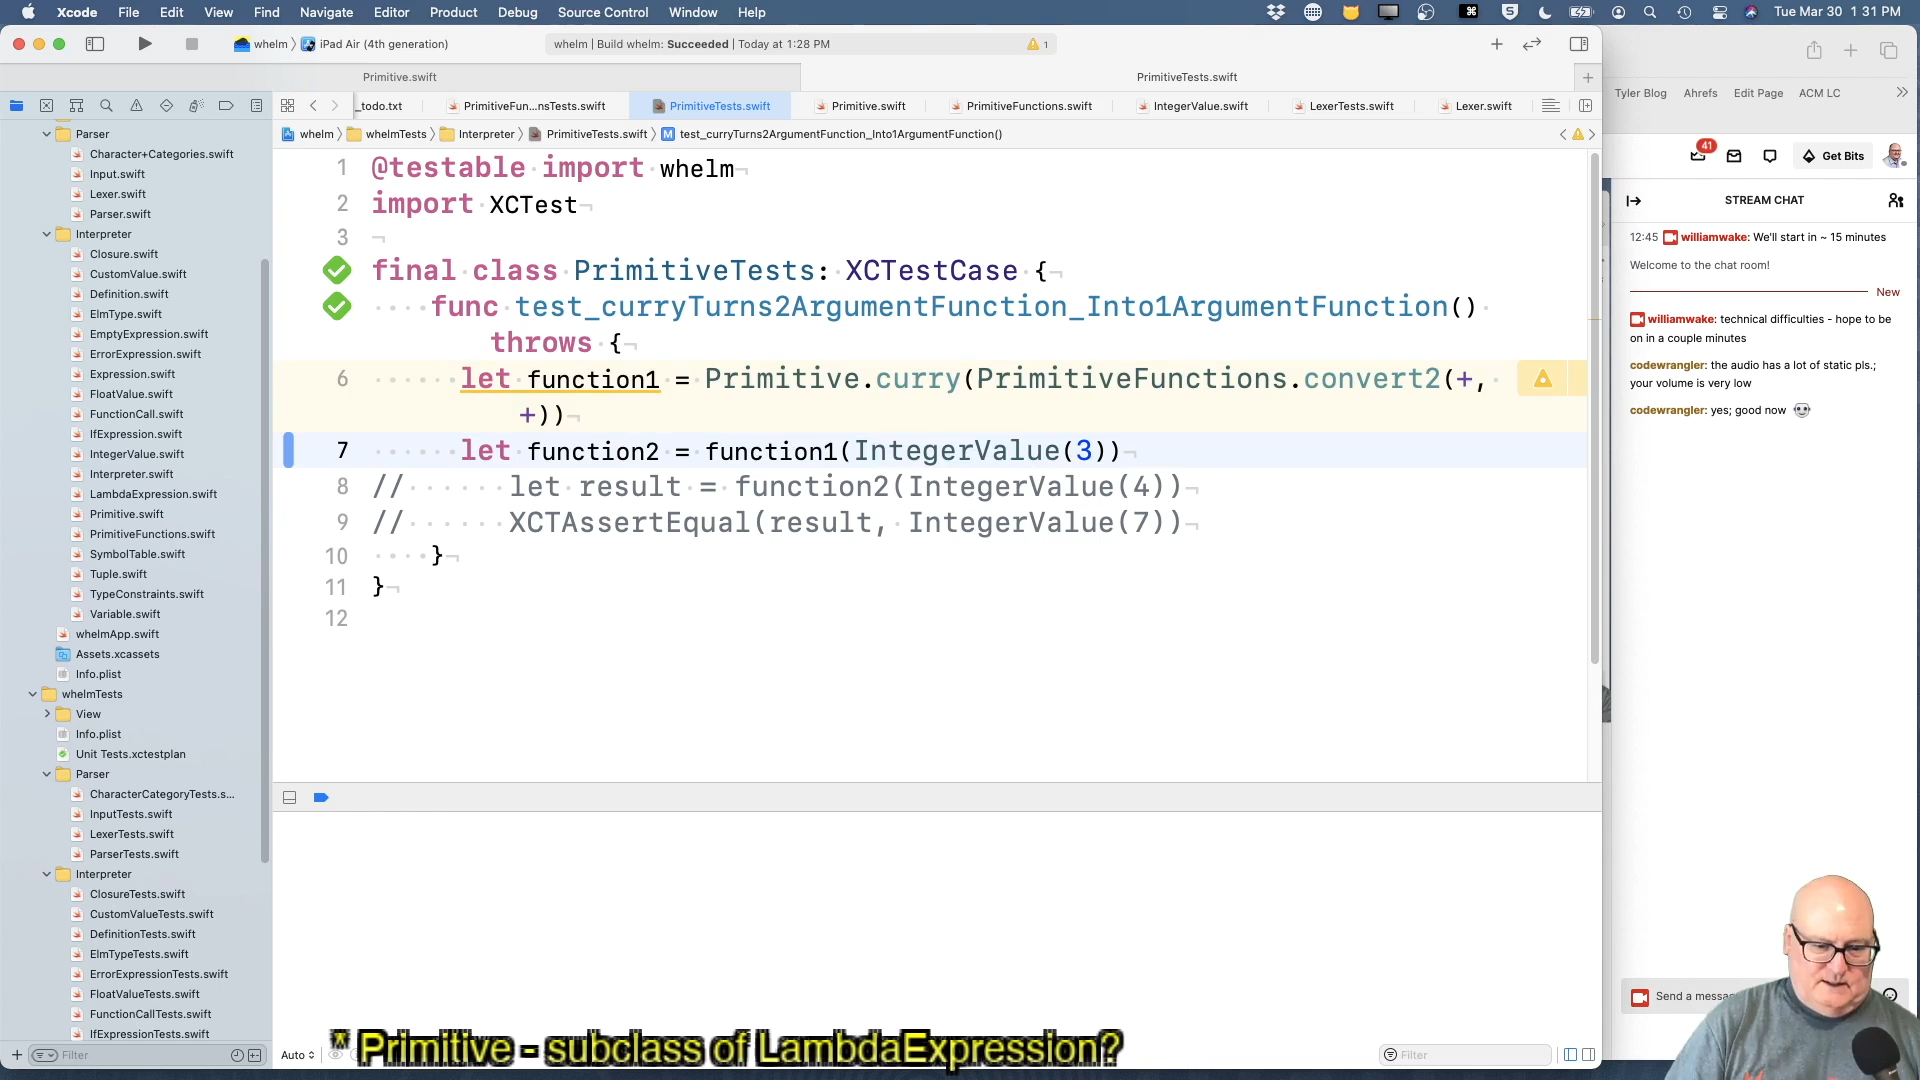 Xcode File Edit View Find Navigate Editor Product Debug Source Control Window Help Tue Mar 30 1 31 PM
whelm iPad Air (4th generation) whelm | Build whelm: Succeeded | Today at 1:28 PM 1
Primitive.swift PrimitiveTests.swift
_todo.txt PrimitiveFun...nsTests.swift PrimitiveTests.swift Primitive.swift PrimitiveFunctions.swift IntegerValue.swift LexerTests.swift Lexer.swift
whelm whelmTests Interpreter PrimitiveTests.swift M test_curryTurns2ArgumentFunction_Into1ArgumentFunction()
Parser
Character+Categories.swift
Input.swift
Lexer.swift
Parser.swift
Interpreter
Closure.swift
CustomValue.swift
Definition.swift
ElmType.swift
EmptyExpression.swift
ErrorExpression.swift
Expression.swift
FloatValue.swift
FunctionCall.swift
IfExpression.swift
IntegerValue.swift
Interpreter.swift
LambdaExpression.swift
Primitive.swift
PrimitiveFunctions.swift
SymbolTable.swift
Tuple.swift
TypeConstraints.swift
Variable.swift
whelmApp.swift
Assets.xcassets
Info.plist
whelmTests
View
Info.plist
Unit Tests.xctestplan
Parser
CharacterCategoryTests.s...
InputTests.swift
LexerTests.swift
ParserTests.swift
Interpreter
ClosureTests.swift
CustomValueTests.swift
DefinitionTests.swift
ElmTypeTests.swift
ErrorExpressionTests.swift
FloatValueTests.swift
FunctionCallTests.swift
IfExpressionTests.swift
Filter
1 @testable import whelm
2 import XCTest
3
final class PrimitiveTests: XCTestCase {
func test_curryTurns2ArgumentFunction_Into1ArgumentFunction()
throws {
6 let function1 = Primitive.curry(PrimitiveFunctions.convert2(+,
+))
7 let function2 = function1(IntegerValue(3))
8 // let result = function2(IntegerValue(4))
9 // XCTAssertEqual(result, IntegerValue(7))
10 }
11 }
12
Auto
Filter
* Primitive - subclass of LambdaExpression?
Tyler Blog Ahrefs Edit Page ACM LC
41 Get Bits
STREAM CHAT
12:45 williamwake: We'll start in ~ 15 minutes
Welcome to the chat room!
New
williamwake: technical difficulties - hope to
be on in a couple minutes
codewrangler: the audio has a lot of static pls.;
your volume is very low
codewrangler: yes; good now
Send a messa